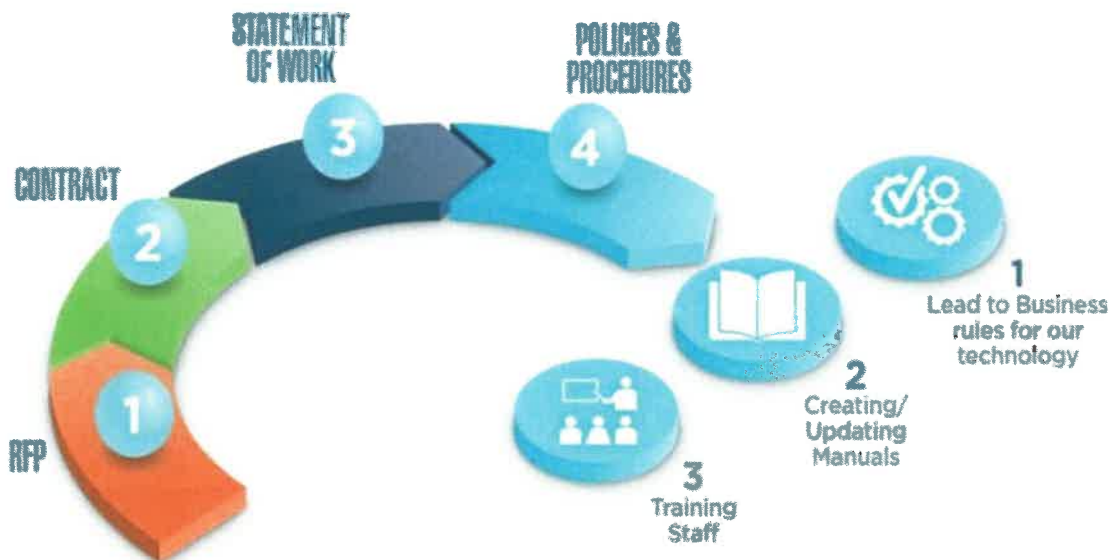 STATEMENT
OF WORK
3
POLICIES &
PROCEDURES
4
CONTRACT
2
RFP
1
1
Lead to Business
rules for our
technology
2
Creating/
Updating
Manuals
3
Training
Staff